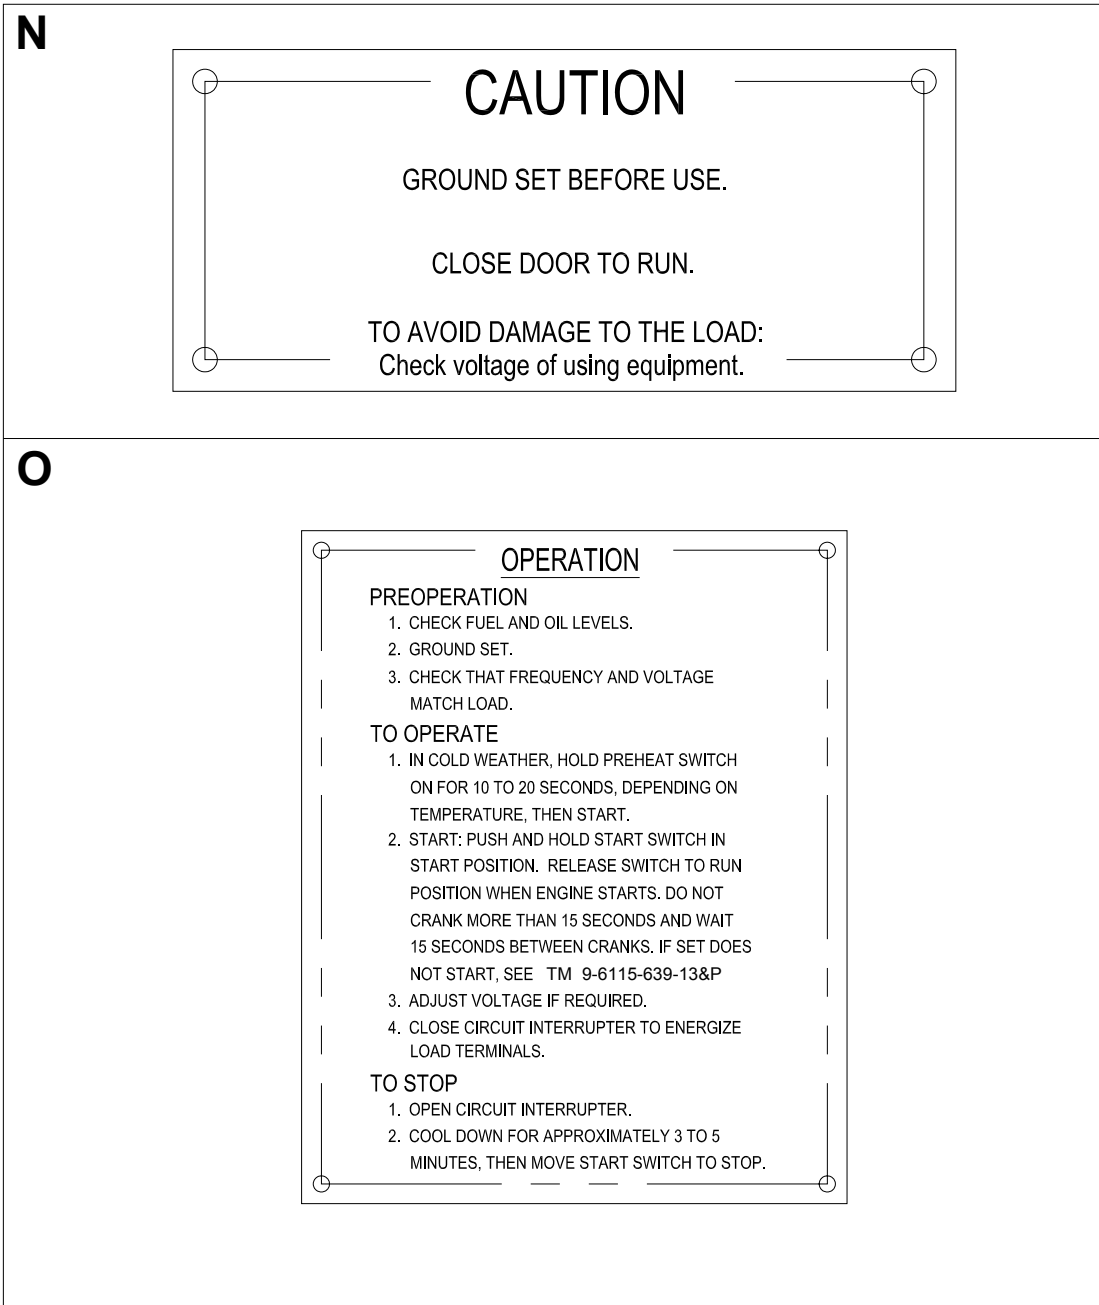 N
CAUTION
GROUND SET BEFORE USE.
CLOSE DOOR TO RUN.
TO AVOID DAMAGE TO THE LOAD:
Check voltage of using equipment.
O
OPERATION
PREOPERATION
1. CHECK FUEL AND OIL LEVELS.
2. GROUND SET.
3. CHECK THAT FREQUENCY AND VOLTAGE
MATCH LOAD.
TO OPERATE
1. IN COLD WEATHER, HOLD PREHEAT SWITCH
ON FOR 10 TO 20 SECONDS, DEPENDING ON
TEMPERATURE, THEN START.
2. START: PUSH AND HOLD START SWITCH IN
START POSITION. RELEASE SWITCH TO RUN
POSITION WHEN ENGINE STARTS. DO NOT
CRANK MORE THAN 15 SECONDS AND WAIT
15 SECONDS BETWEEN CRANKS. IF SET DOES
NOT START, SEE TM 9-6115-639-13&P
3. ADJUST VOLTAGE IF REQUIRED.
4. CLOSE CIRCUIT INTERRUPTER TO ENERGIZE
LOAD TERMINALS.
TO STOP
1. OPEN CIRCUIT INTERRUPTER.
2. COOL DOWN FOR APPROXIMATELY 3 TO 5
MINUTES, THEN MOVE START SWITCH TO STOP.